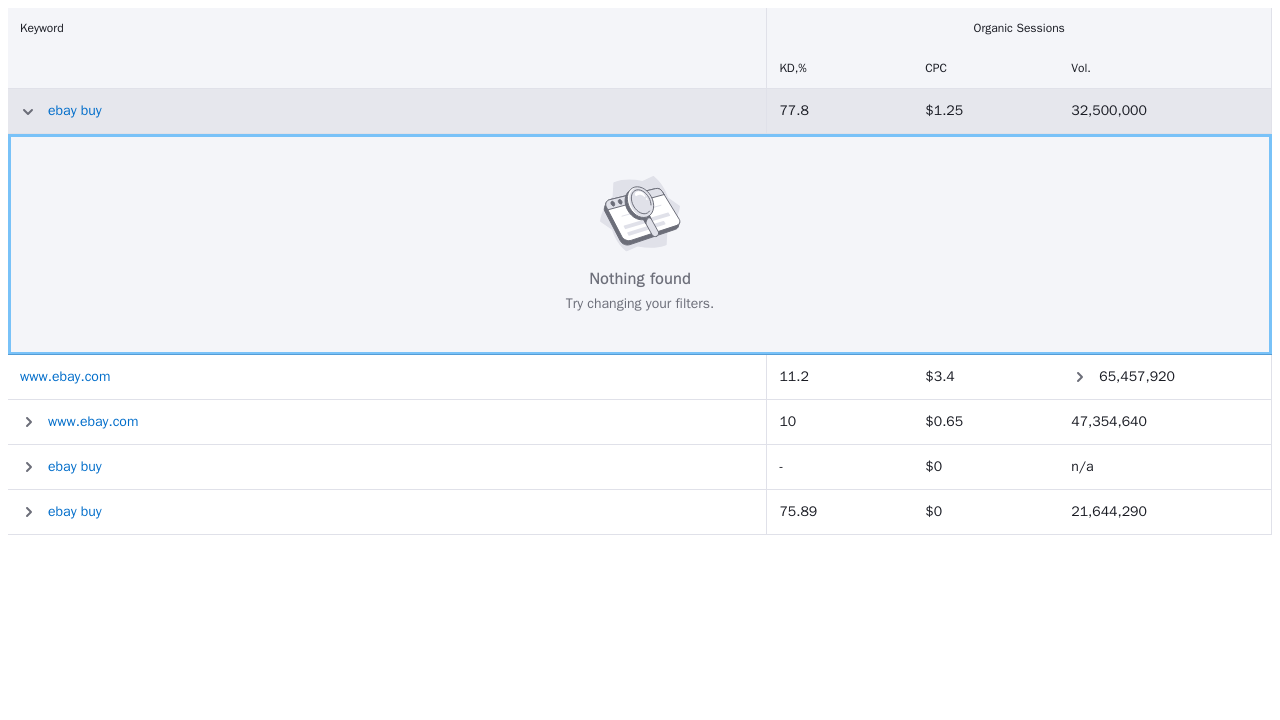 Keyword
Organic Sessions
KD,% CPC Vol.
ebay buy 77.8 $1.25 32,500,000
Nothing found
Try changing your filters.
www.ebay.com 11.2 $3.4 65,457,920
www.ebay.com 10 $0.65 47,354,640
ebay buy - $0 n/a
ebay buy 75.89 $0 21,644,290